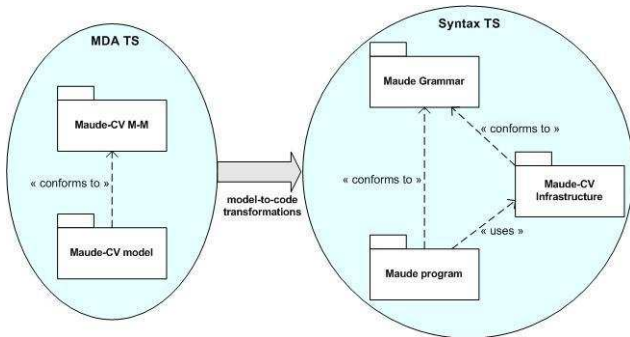 MDA TS
Maude-CV M-M
« conforms to »
Maude-CV model
model-to-code
transformations
Syntax TS
Maude Grammar
« conforms to »
« conforms to »
Maude-CV
Infrastructure
« uses »
Maude program